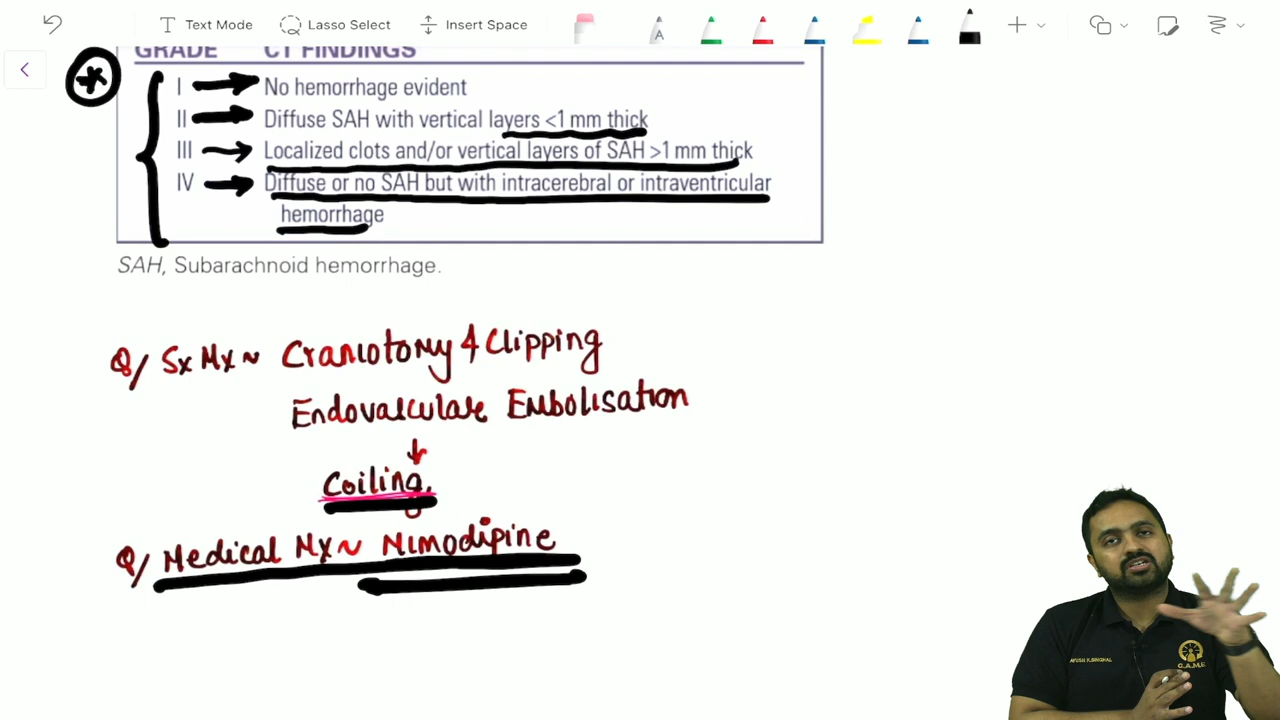 Text Mode
Lasso Select
Insert Space
GRADE CT FINDINGS
I No hemorrhage evident
II Diffuse SAH with vertical layers <1 mm thick
III Localized clots and/or vertical layers of SAH >1 mm thick
IV Diffuse or no SAH but with intracerebral or intraventricular
hemorrhage
SAH, Subarachnoid hemorrhage.
Q/ Sx Mx ~ Craniotomy & Clipping
Endovascular Embolisation
↓
Coiling.
Q/ Medical Mx ~ Nimodipine
AYUSH K.SINGHAL
G.A.M.E